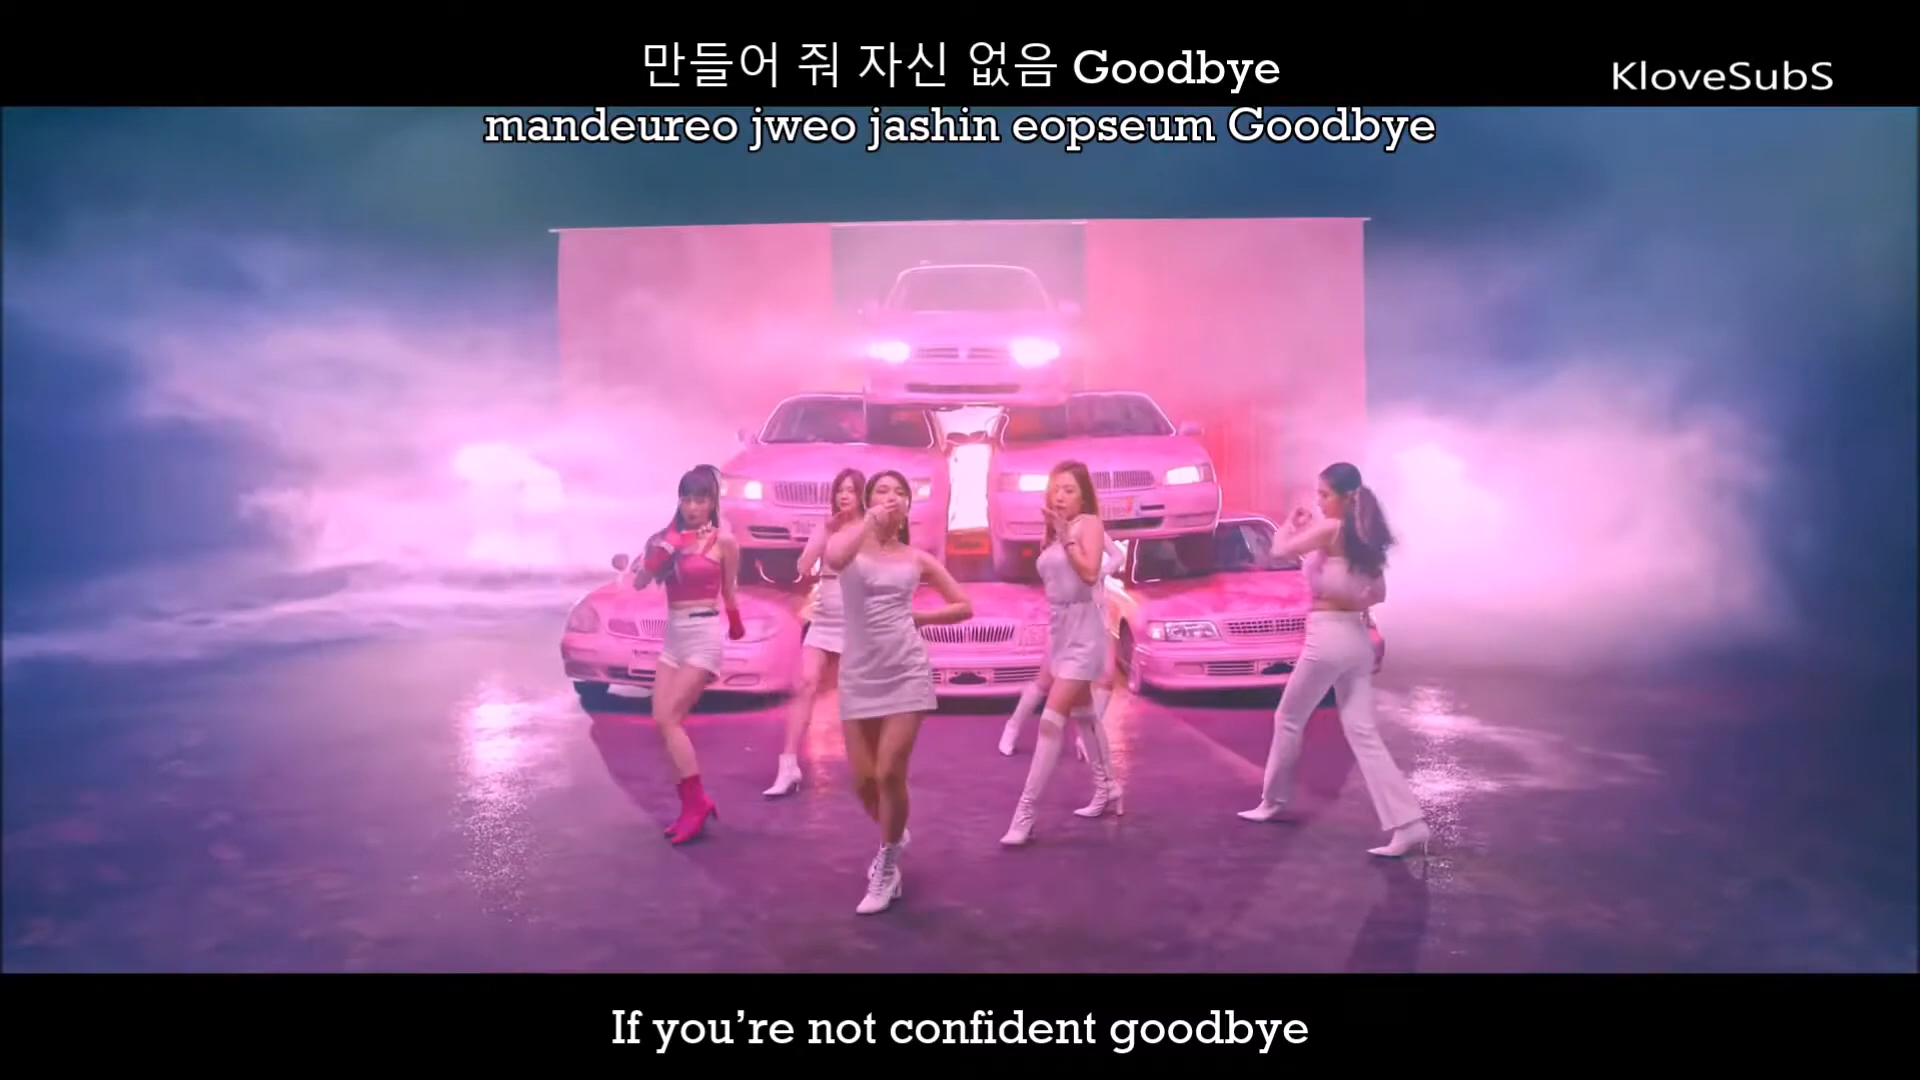 만들어 줘 자신 없음 Goodbye
KloveSubS
mandeureo jweo jashin eopseum Goodbye
If you’re not confident goodbye